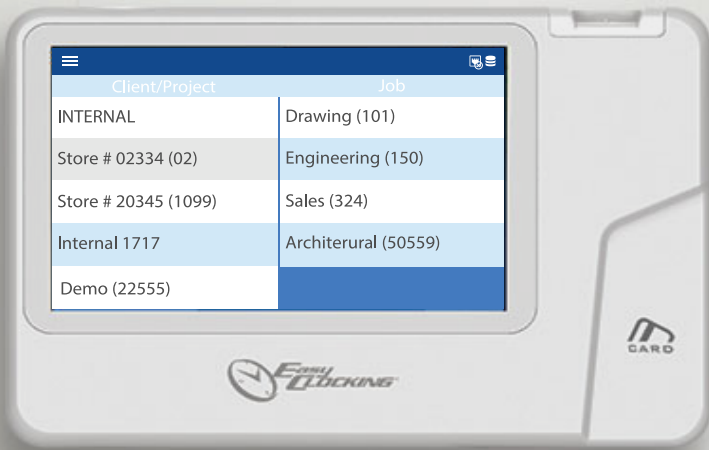 Client/Project Job
INTERNAL Drawing (101)
Store # 02334 (02) Engineering (150)
Store # 20345 (1099) Sales (324)
Internal 1717 Architerural (50559)
Demo (22555)
CARD
Easy
CLOCKING